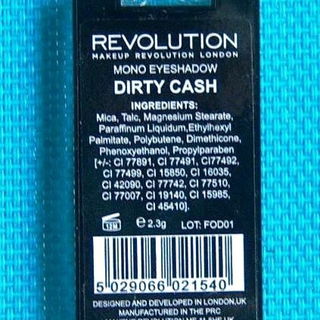 REVOLUTION
MAKEUP REVOLUTION LONDON
MONO EYESHADOW
DIRTY CASH
INGREDIENTS:
Mica, Talc, Magnesium Stearate,
Paraffinum Liquidum,Ethylhexyl
Palmitate, Polybutene, Dimethicone,
Phenoxyethanol, Propylparaben
[+/-: CI 77891, CI 77491, CI77492,
CI 77499, CI 15850, CI 16035,
CI 42090, CI 77742, CI 77510,
CI 77007, CI 19140, CI 15985,
CI 45410].
12M
e 2.3g
LOT: FOD01
5 029066 021540
DESIGNED AND DEVELOPED IN LONDON,UK
MANUFACTURED IN THE PRC